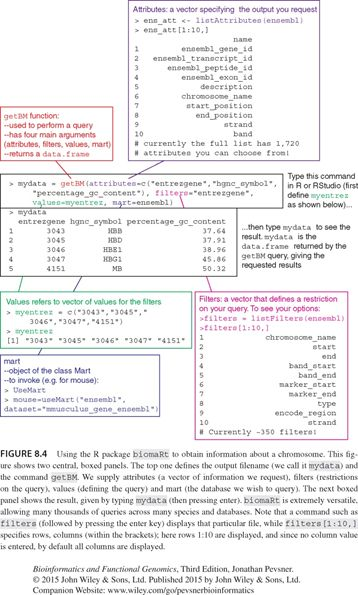 Attributes: a vector specifying the output you request
> ens_att <- listAttributes(ensembl)
> ens_att[1:10,]
name
1 ensembl_gene_id
2 ensembl_transcript_id
3 ensembl_peptide_id
4 ensembl_exon_id
5 description
6 chromosome_name
7 start_position
8 end_position
9 strand
10 band
# currently the full list has 1,720
# attributes you can choose from!
getBM function:
--used to perform a query
--has four main arguments
(attributes, filters, values, mart)
--returns a data.frame
> mydata = getBM(attributes=c("entrezgene","hgnc_symbol",
"percentage_gc_content"), filters="entrezgene",
values=myentrez, mart=ensembl)
Type this command
in R or RStudio (first
define myentrez
as shown below)...
> mydata
entrezgene hgnc_symbol percentage_gc_content
1 3043 HBB 37.64
2 3045 HBD 37.91
3 3046 HBE1 38.96
4 3047 HBG1 45.86
5 4151 MB 50.32
...then type mydata to see the
result. mydata is the
data.frame returned by the
getBM query, giving the
requested results
Values refers to vector of values for the filters
> myentrez = c("3043","3045","
3046","3047","4151")
> myentrez
[1] "3043" "3045" "3046" "3047" "4151"
mart
--object of the class Mart
--to invoke (e.g. for mouse):
> UseMart
> mouse=useMart("ensembl",
dataset="mmusculus_gene_ensembl")
Filters: a vector that defines a restriction
on your query. To see your options:
>filters = listFilters(ensembl)
>filters[1:10,]
1 chromosome_name
2 start
3 end
4 band_start
5 band_end
6 marker_start
7 marker_end
8 type
9 encode_region
10 strand
# Currently ~350 filters!
FIGURE 8.4 Using the R package biomaRt to obtain information about a chromosome. This fig-
ure shows two central, boxed panels. The top one defines the output filename (we call it mydata) and
the command getBM. We supply attributes (a vector of information we request), filters (restrictions
on the query), values (defining the query) and mart (the database we wish to query). The next boxed
panel shows the result, given by typing mydata (then pressing enter). biomaRt is extremely versatile,
allowing many thousands of queries across many species and databases. Note that a command such as
filters (followed by pressing the enter key) displays that particular file, while filters[1:10,]
specifies rows, columns (within the brackets); here rows 1:10 are displayed, and since no column value
is entered, by default all columns are displayed.
Bioinformatics and Functional Genomics, Third Edition, Jonathan Pevsner.
© 2015 John Wiley & Sons, Ltd. Published 2015 by John Wiley & Sons, Ltd.
Companion Website: www.wiley.com/go/pevsnerbioinformatics